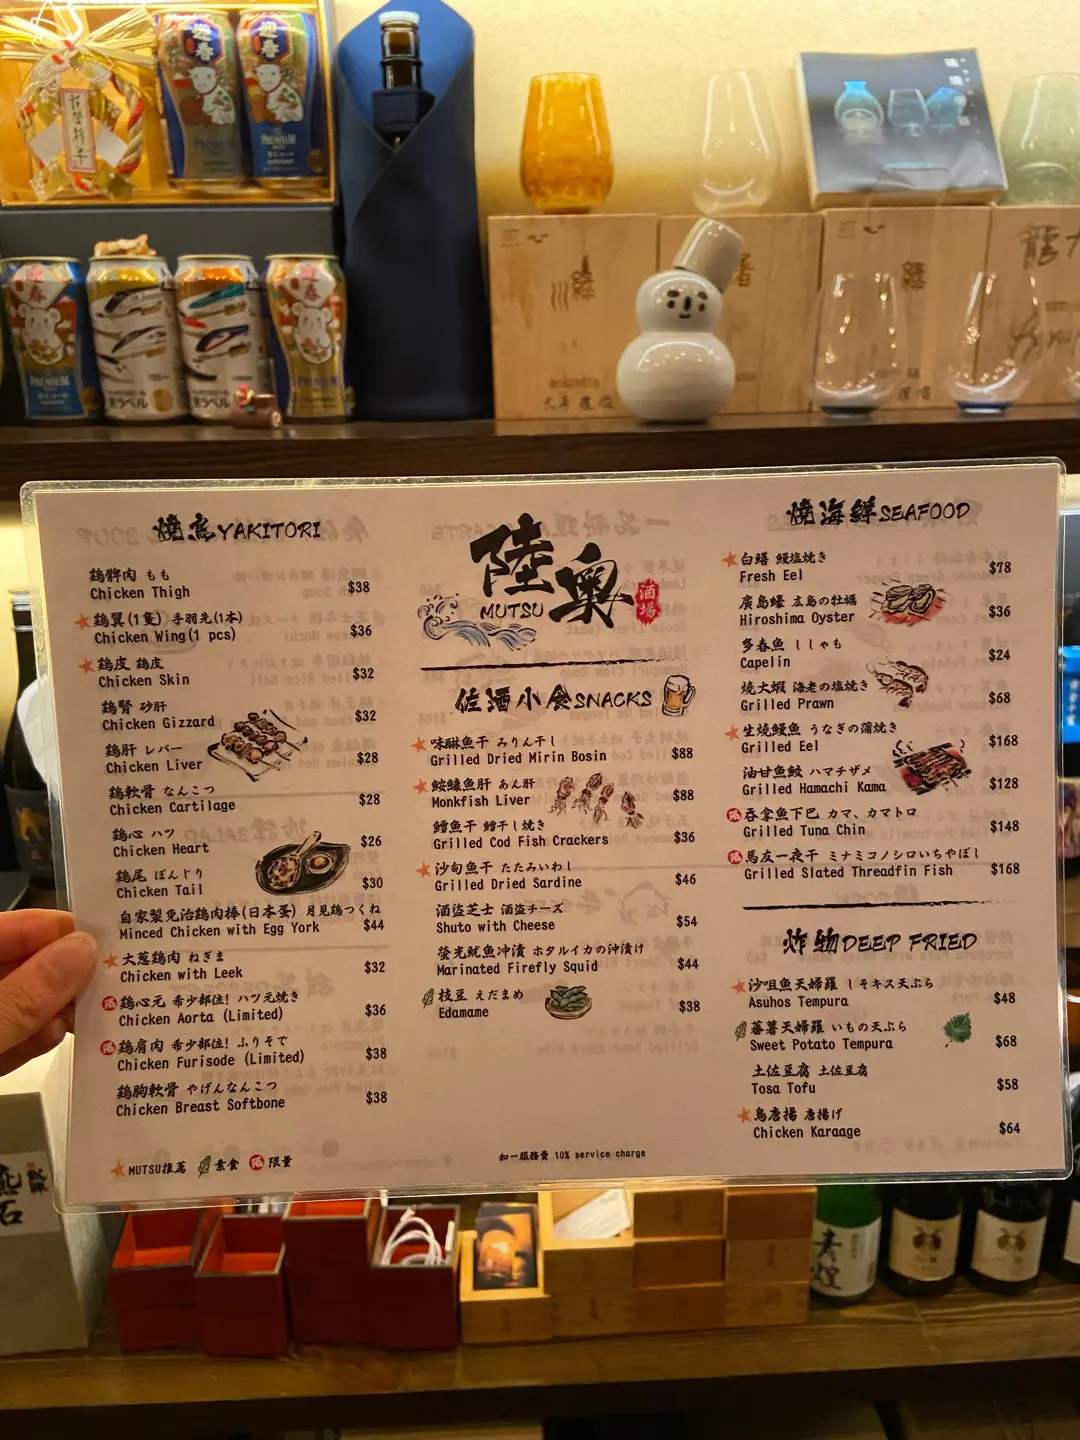 迎春
迎春
謹賀新年
PREMIUM
PREMIUM
迎春
迎春
PREMIUM
燒鳥YAKITORI
鶏髀肉 もも
Chicken Thigh $38
鶏翼(1隻) 手羽先(1本)
Chicken Wing(1 pcs) $36
鶏皮 鶏皮
Chicken Skin $32
鶏腎 砂肝
Chicken Gizzard $32
鶏肝 レバー
Chicken Liver $28
鶏軟骨 なんこつ
Chicken Cartilage $28
鶏心 ハツ
Chicken Heart $26
鶏尾 ぼんじり
Chicken Tail $30
自家製免治鶏肉棒(日本蛋) 月見鶏つくね
Minced Chicken with Egg York $44
大葱鶏肉 ねぎま
Chicken with Leek $32
限 鶏心元 希少部位! ハツ元焼き
Chicken Aorta (Limited) $36
限 鶏肩肉 希少部位! ふりそで
Chicken Furisode (Limited) $38
鶏胸軟骨 やげんなんこつ
Chicken Breast Softbone $38
MUTSU推薦 素食 限 限量
陸奥
MUTSU
酒場
佐酒小食SNACKS
味醂魚干 みりん干し
Grilled Dried Mirin Bosin $88
鮟鱇魚肝 あん肝
Monkfish Liver $88
鱈魚干 鱈干し焼き
Grilled Cod Fish Crackers $36
沙甸魚干 たたみいわし
Grilled Dried Sardine $46
酒盗芝士 酒盗チーズ
Shuto with Cheese $54
螢光魷魚沖漬 ホタルイカの沖漬け
Marinated Firefly Squid $44
枝豆 えだまめ
Edamame $38
加一服務費 10% service charge
燒海鮮SEAFOOD
白鱔 鰻塩焼き
Fresh Eel $78
廣島蠔 広島の牡蠣
Hiroshima Oyster $36
多春魚 ししゃも
Capelin $24
燒大蝦 海老の塩焼き
Grilled Prawn $68
生燒鰻魚 うなぎの蒲焼き
Grilled Eel $168
油甘魚鮫 ハマチザメ
Grilled Hamachi Kama $128
限 吞拿魚下巴 カマ、カマトロ
Grilled Tuna Chin $148
限 馬友一夜干 ミナミコノシロいちやぼし
Grilled Slated Threadfin Fish $168
炸物DEEP FRIED
沙咀魚天婦羅 しそキス天ぷら
Asuhos Tempura $48
蕃薯天婦羅 いもの天ぷら
Sweet Potato Tempura $68
土佐豆腐 土佐豆腐
Tosa Tofu $58
鳥唐揚 唐揚げ
Chicken Karaage $64